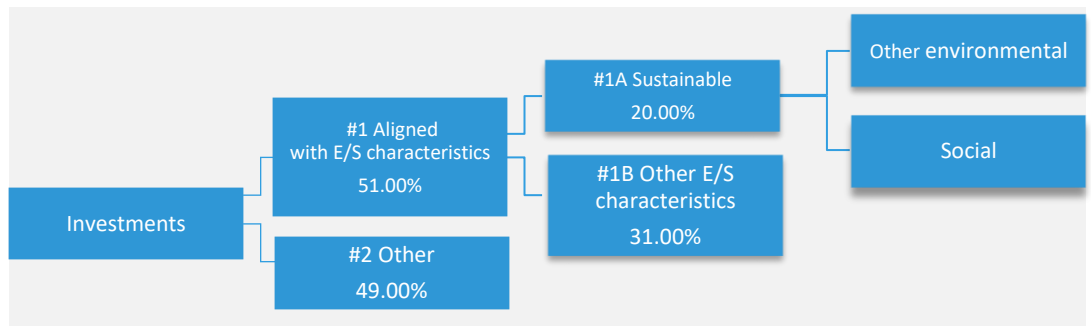 Investments
#1 Aligned
with E/S characteristics
51.00%
#2 Other
49.00%
#1A Sustainable
20.00%
#1B Other E/S
characteristics
31.00%
Other environmental
Social